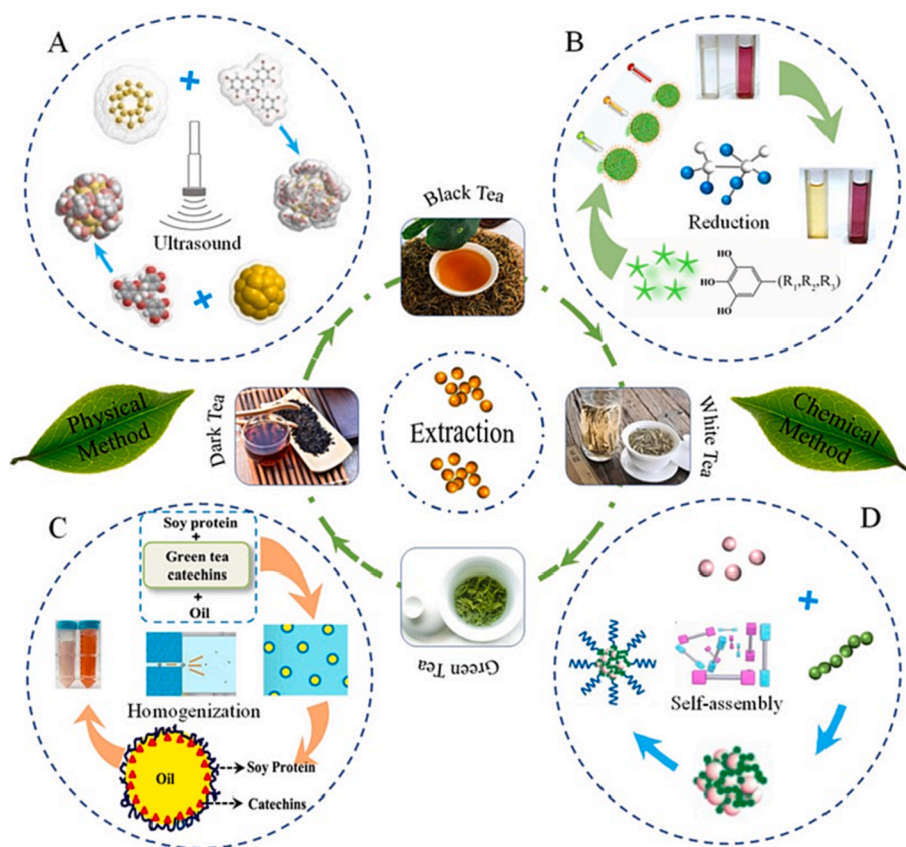 A
Ultrasound
B
Reduction
HO
HO
HO
(R1,R2,R3)
Black Tea
Physical
Method
Dark Tea
Extraction
White Tea
Chemical
Method
Green Tea
C
Soy protein
+
Green tea
catechins
+
Oil
Homogenization
Oil
Soy Protein
Catechins
D
Self-assembly